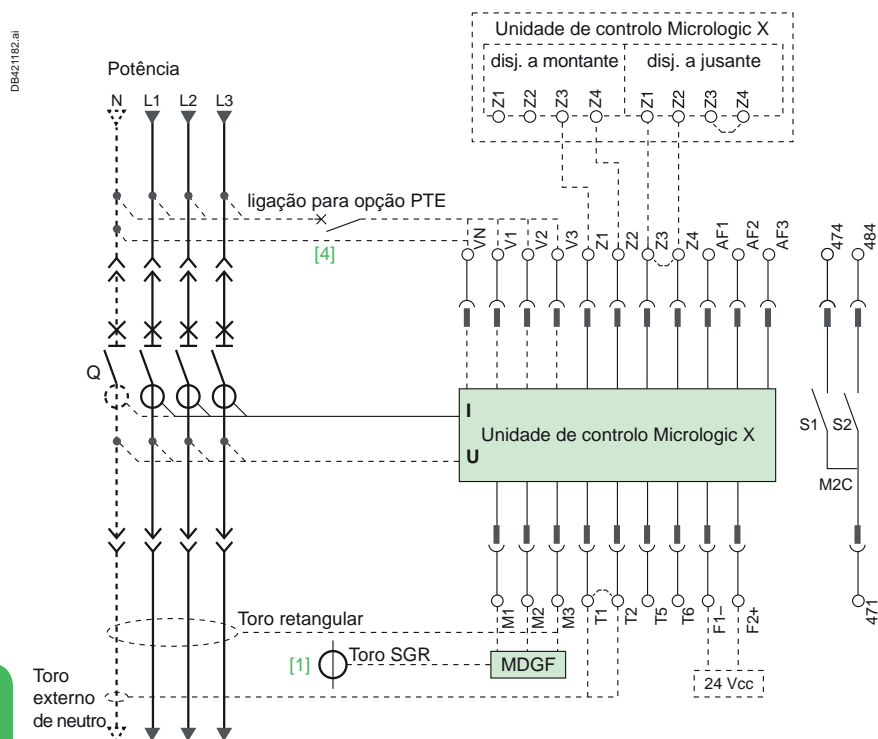 DB421182.ai
Unidade de controlo Micrologic X
disj. a montante
disj. a jusante
Z1 Z2 Z3 Z4 Z1 Z2 Z3 Z4
Potência
N L1 L2 L3
ligação para opção PTE
[4]
VN V1 V2 V3 Z1 Z2 Z3 Z4 AF1 AF2 AF3 474 484
Q
I
Unidade de controlo Micrologic X
U
S1 S2
M2C
M1 M2 M3 T1 T2 T5 T6 F1– F2+ 471
Toro retangular
[1] Toro SGR
MDGF
24 Vcc
Toro
externo
de neutro